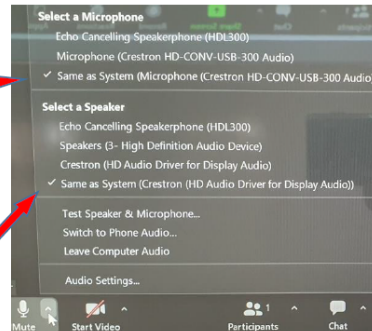 Select a Microphone
Echo Cancelling Speakerphone (HDL300)
Microphone (Crestron HD-CONV-USB-300 Audio)
✓ Same as System (Microphone (Crestron HD-CONV-USB-300 Audio)
Select a Speaker
Echo Cancelling Speakerphone (HDL300)
Speakers (3- High Definition Audio Device)
Crestron (HD Audio Driver for Display Audio)
✓ Same as System (Crestron (HD Audio Driver for Display Audio))
Test Speaker & Microphone...
Switch to Phone Audio...
Leave Computer Audio
Audio Settings...
1
Mute Start Video Participants Chat